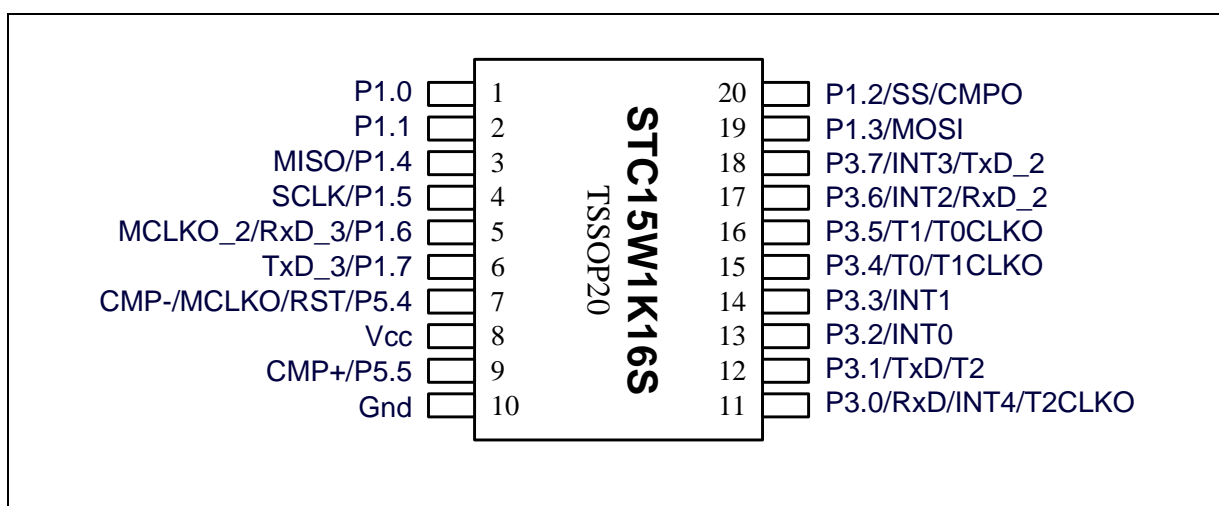 P1.0 1 20 P1.2/SS/CMPO
P1.1 2 19 P1.3/MOSI
MISO/P1.4 3 18 P3.7/INT3/TxD_2
SCLK/P1.5 4 17 P3.6/INT2/RxD_2
MCLKO_2/RxD_3/P1.6 5 16 P3.5/T1/T0CLKO
TxD_3/P1.7 6 15 P3.4/T0/T1CLKO
CMP-/MCLKO/RST/P5.4 7 14 P3.3/INT1
Vcc 8 13 P3.2/INT0
CMP+/P5.5 9 12 P3.1/TxD/T2
Gnd 10 11 P3.0/RxD/INT4/T2CLKO
STC15W1K16S
TSSOP20